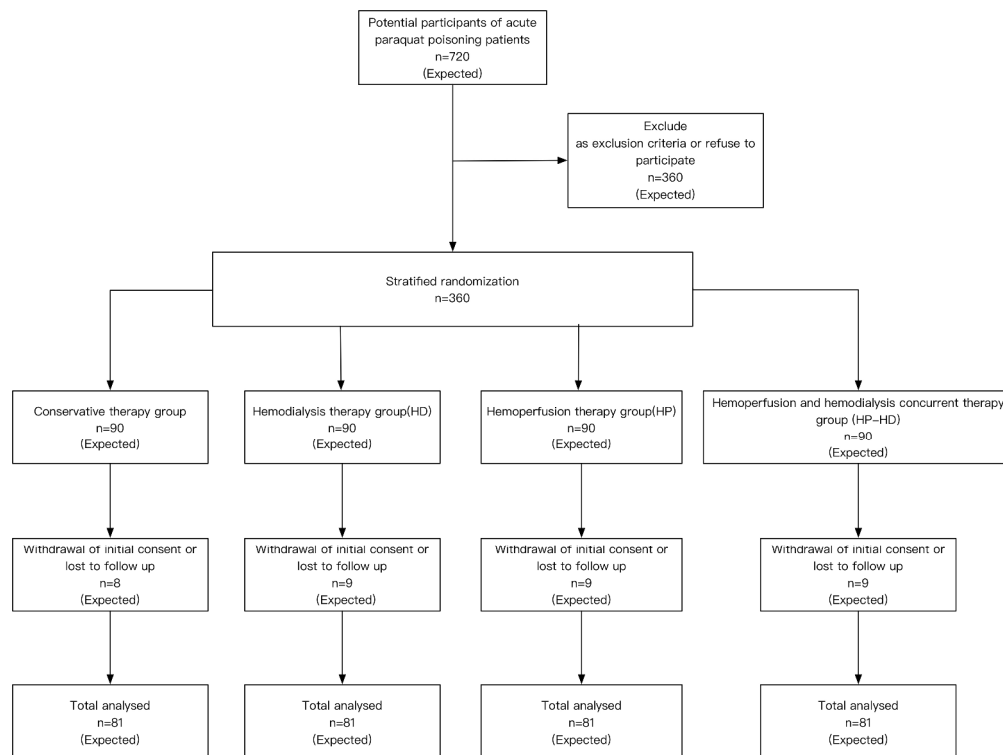 Potential participants of acute
paraquat poisoning patients
n=720
(Expected)
Exclude
as exclusion criteria or refuse to
participate
n=360
(Expected)
Stratified randomization
n=360
Conservative therapy group
n=90
(Expected)
Hemodialysis therapy group(HD)
n=90
(Expected)
Hemoperfusion therapy group(HP)
n=90
(Expected)
Hemoperfusion and hemodialysis concurrent therapy
group (HP-HD)
n=90
(Expected)
Withdrawal of initial consent or
lost to follow up
n=8
(Expected)
Withdrawal of initial consent or
lost to follow up
n=9
(Expected)
Withdrawal of initial consent or
lost to follow up
n=9
(Expected)
Withdrawal of initial consent or
lost to follow up
n=9
(Expected)
Total analysed
n=81
(Expected)
Total analysed
n=81
(Expected)
Total analysed
n=81
(Expected)
Total analysed
n=81
(Expected)